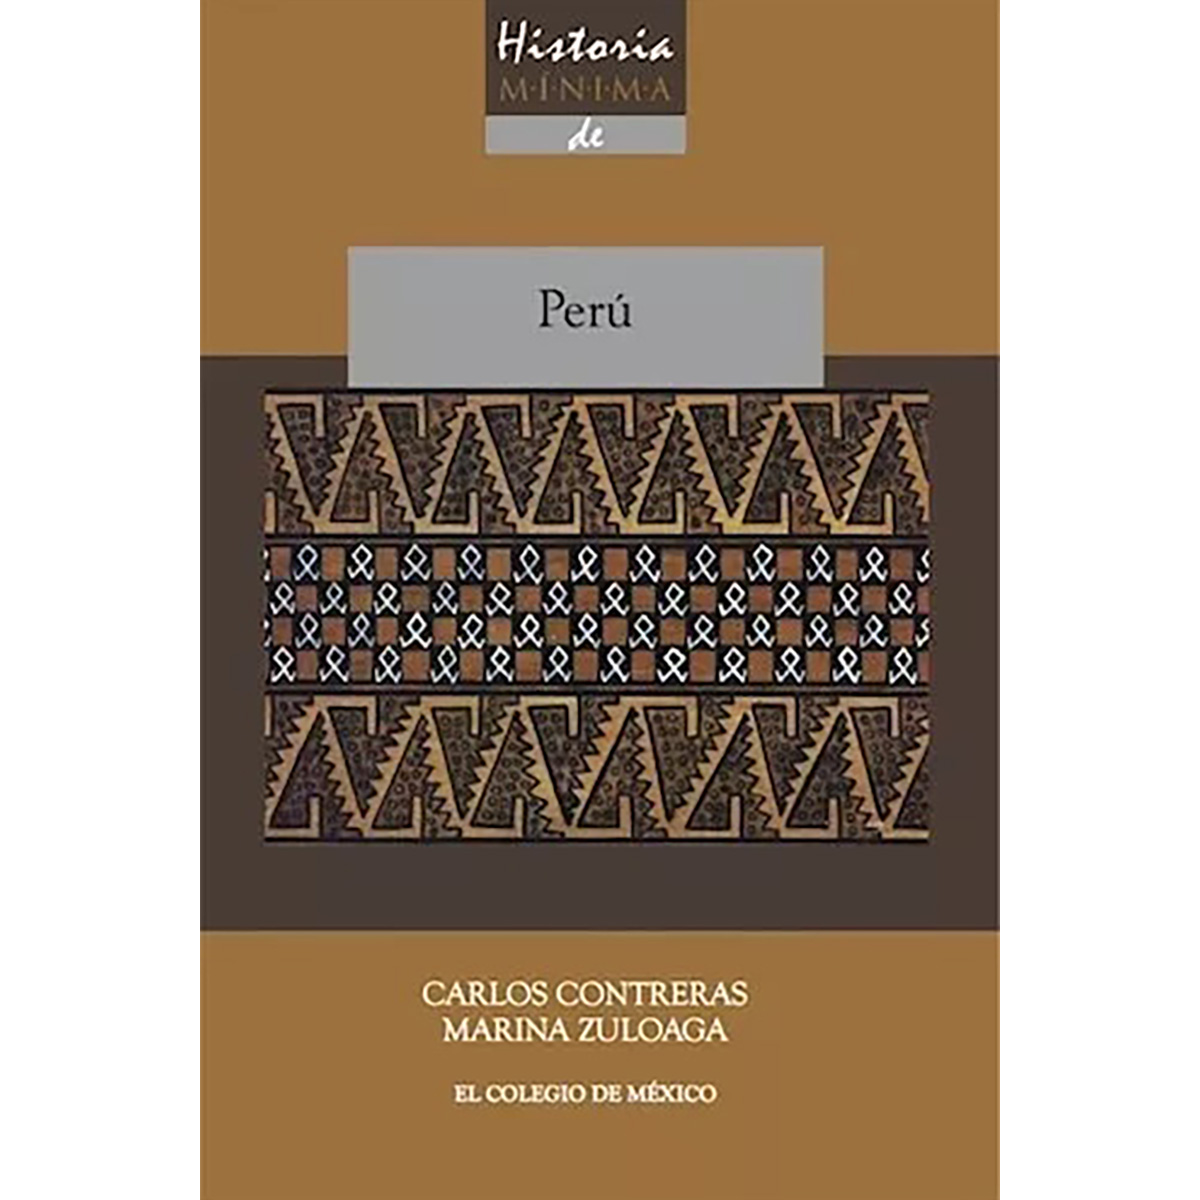 Historia
M·Í·N·I·M·A
de
Perú
CARLOS CONTRERAS
MARINA ZULOAGA
EL COLEGIO DE MÉXICO